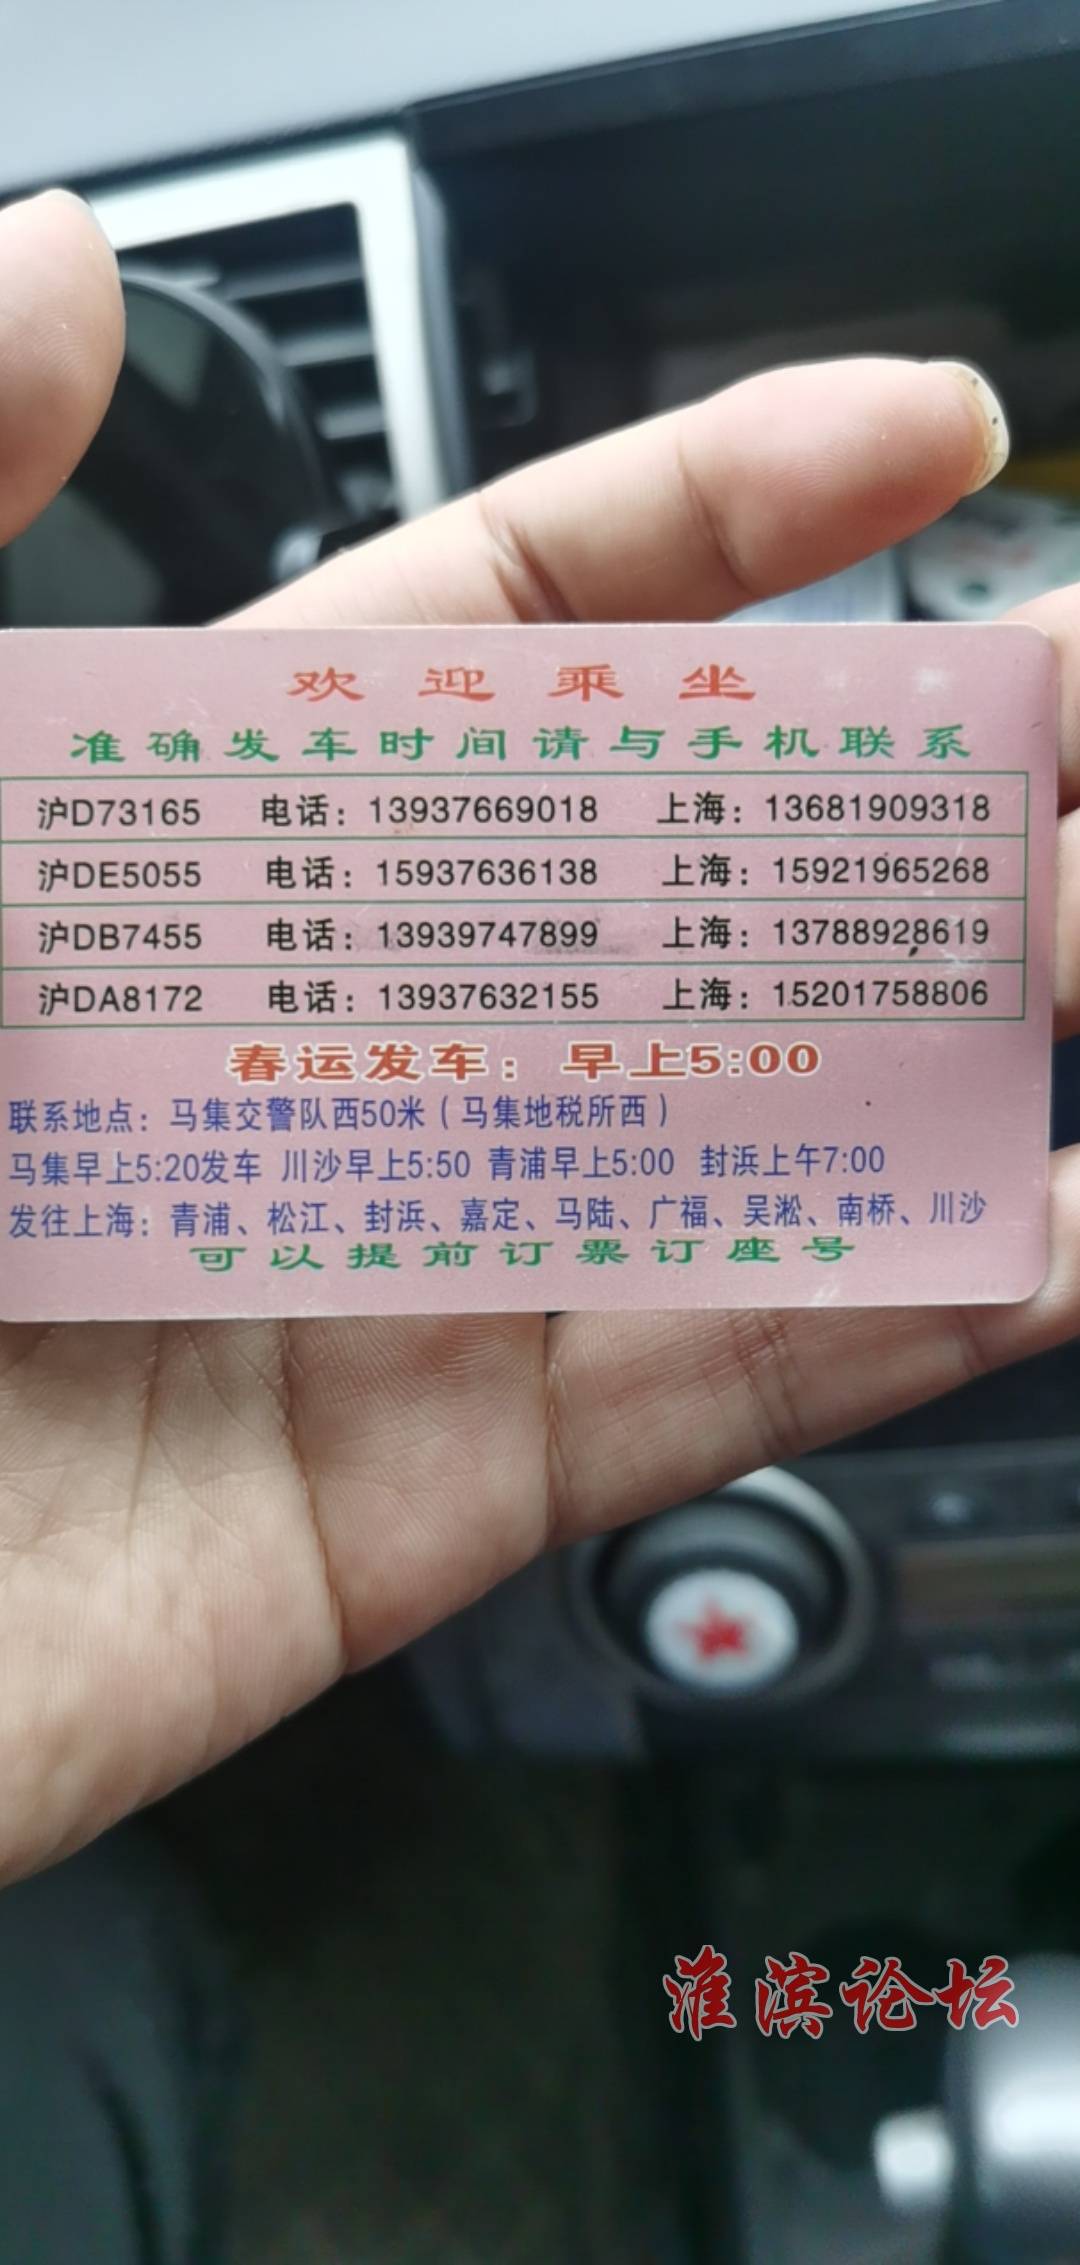 欢迎乘坐
准确发车时间请与手机联系
沪D73165 电话：13937669018 上海：13681909318
沪DE5055 电话：15937636138 上海：15921965268
沪DB7455 电话：13939747899 上海：13788928619
沪DA8172 电话：13937632155 上海：15201758806
春运发车：早上5:00
联系地点：马集交警队西50米（马集地税所西）
马集早上5:20发车 川沙早上5:50 青浦早上5:00 封浜上午7:00
发往上海：青浦、松江、封浜、嘉定、马陆、广福、吴淞、南桥、川沙
可以提前订票订座号
淮滨论坛